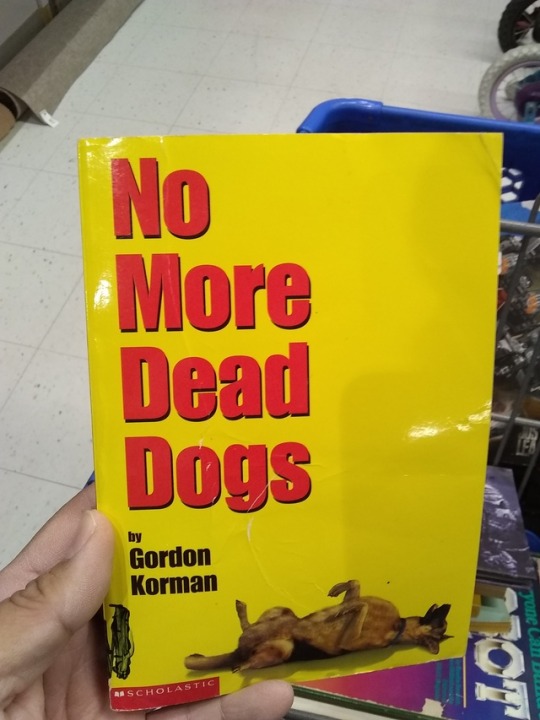 No
More
Dead
Dogs
by
Gordon
Korman
SCHOLASTIC